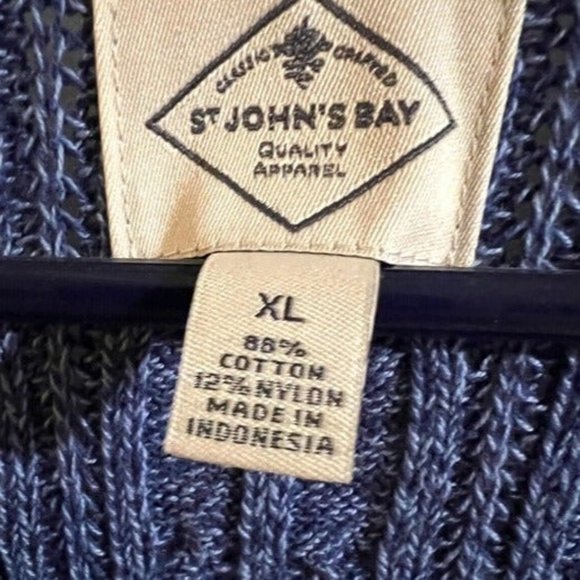 CLASSIC CRAFTED
ST JOHN'S BAY
QUALITY
APPAREL
XL
88%
COTTON
12% NYLON
MADE IN
INDONESIA